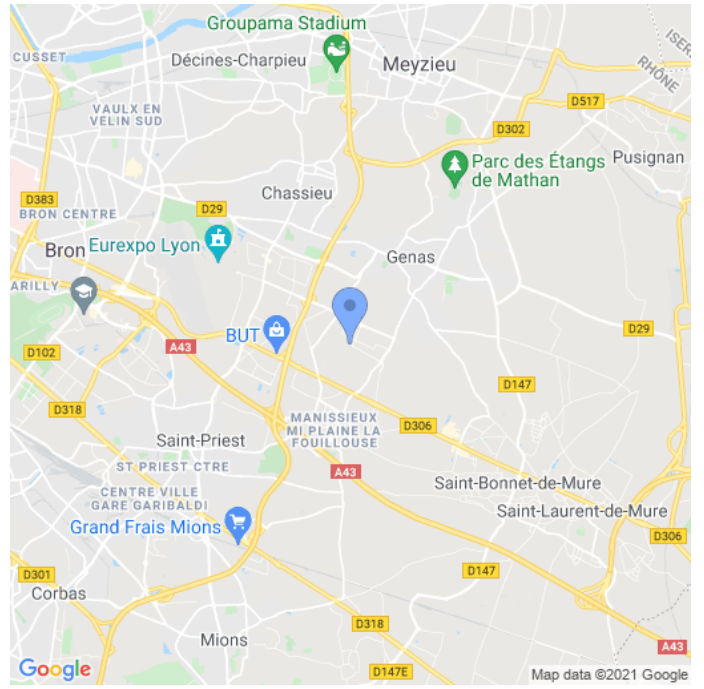 Groupama Stadium
CUSSET
Décines-Charpieu
Meyzieu
ISER
RHÔNE
VAULX EN
VELIN SUD
D517
D302
Parc des Étangs
de Mathan
Pusignan
Chassieu
D383
BRON CENTRE
D29
Bron
Eurexpo Lyon
Genas
ARILLY
BUT
D29
A43
D102
D147
D318
MANISSIEUX
MI PLAINE LA
FOUILLOUSE
D306
Saint-Priest
ST PRIEST CTRE
A43
CENTRE VILLE
GARE GARIBALDI
Saint-Bonnet-de-Mure
Saint-Laurent-de-Mure
Grand Frais Mions
D306
D301
D147
Corbas
D318
Mions
A43
Google
D147E
Map data ©2021 Google